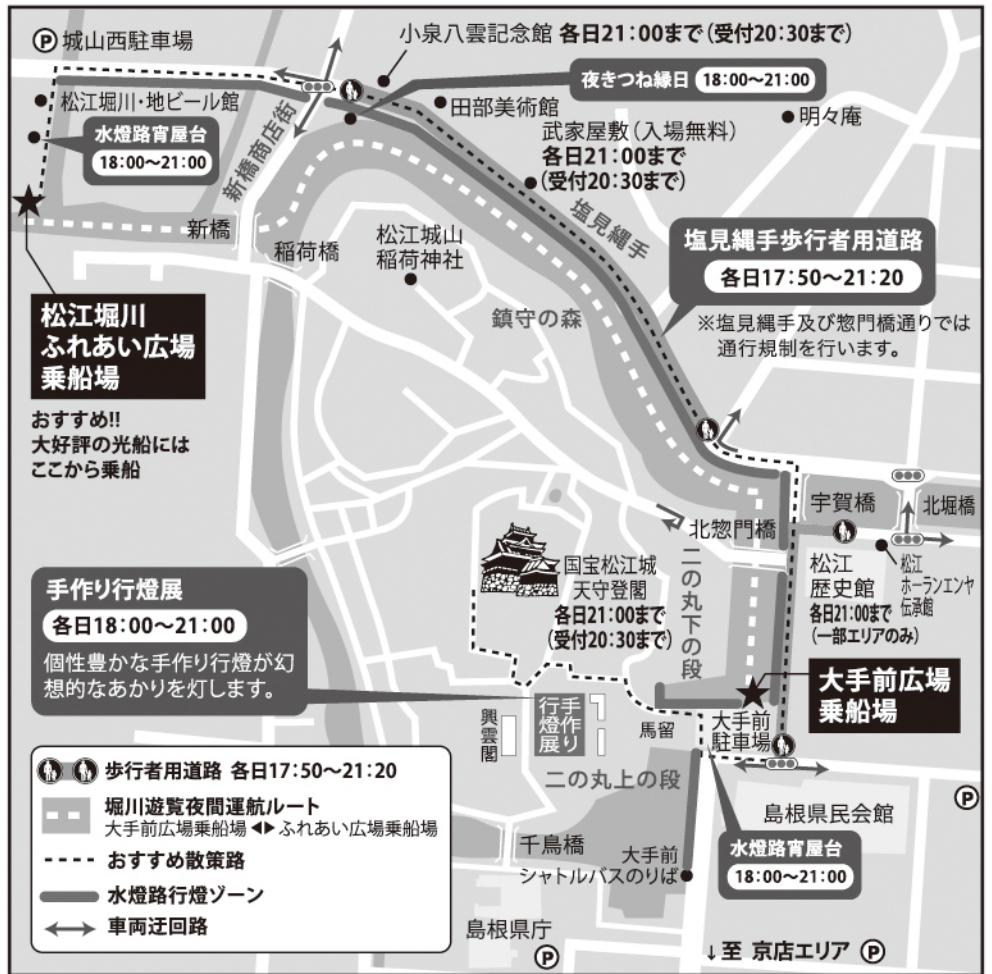 Ⓟ 城山西駐車場
小泉八雲記念館 各日21:00まで(受付20:30まで)
夜きつね縁日 18:00〜21:00
松江堀川・地ビール館
水燈路宵屋台
18:00〜21:00
新橋商店街
田部美術館
明々庵
武家屋敷(入場無料)
各日21:00まで
(受付20:30まで)
塩見縄手
塩見縄手歩行者用道路
各日17:50〜21:20
※塩見縄手及び惣門橋通りでは
通行規制を行います。
新橋
稲荷橋
松江城山
稲荷神社
鎮守の森
松江堀川
ふれあい広場
乗船場
おすすめ!!
大好評の光船には
ここから乗船
宇賀橋
北堀橋
北惣門橋
松江
歴史館
各日21:00まで
(一部エリアのみ)
松江
ホーランエンヤ
伝承館
国宝松江城
天守登閣
各日21:00まで
(受付20:30まで)
二の丸下の段
手作り行燈展
各日18:00〜21:00
個性豊かな手作り行燈が幻
想的なあかりを灯します。
大手前広場
乗船場
興雲閣
手作り
行燈展
馬留
大手前
駐車場
二の丸上の段
歩行者用道路 各日17:50〜21:20
堀川遊覧夜間運航ルート
大手前広場乗船場 ◀▶ ふれあい広場乗船場
おすすめ散策路
水燈路行燈ゾーン
車両迂回路
千鳥橋
大手前
シャトルバスのりば
島根県民会館
Ⓟ
水燈路宵屋台
18:00〜21:00
島根県庁
Ⓟ
↓至 京店エリア Ⓟ